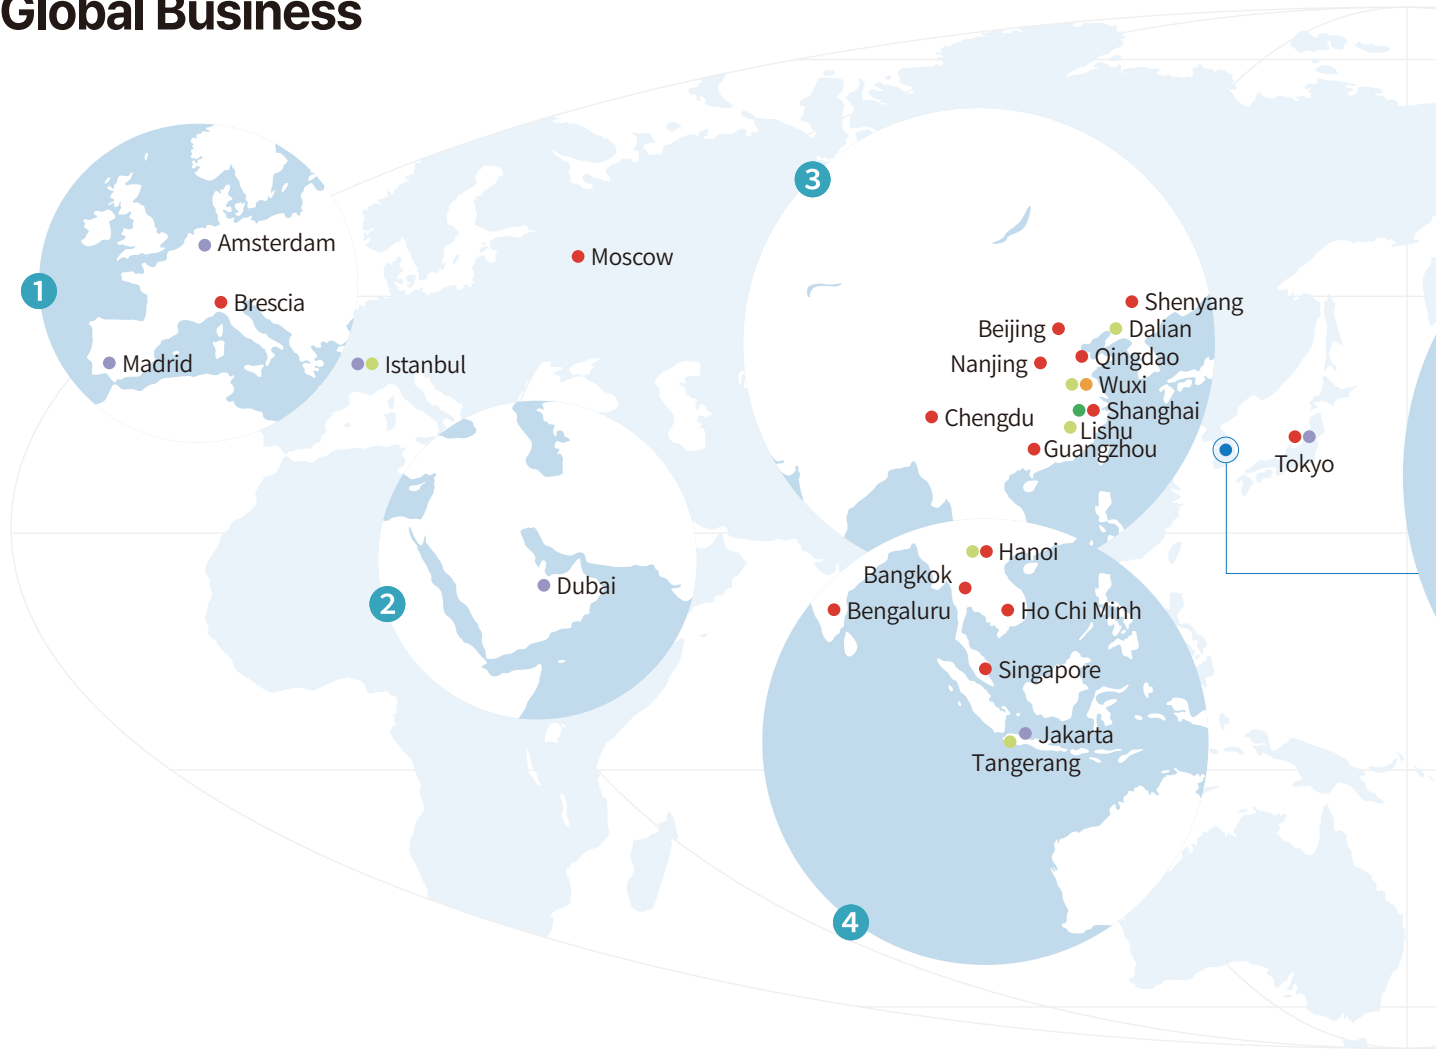 Global Business
1
Amsterdam
Brescia
Madrid
Istanbul
Moscow
2
Dubai
3
Shenyang
Beijing
Dalian
Nanjing
Qingdao
Wuxi
Chengdu
Shanghai
Lishu
Guangzhou
Tokyo
4
Hanoi
Bangkok
Bengaluru
Ho Chi Minh
Singapore
Jakarta
Tangerang